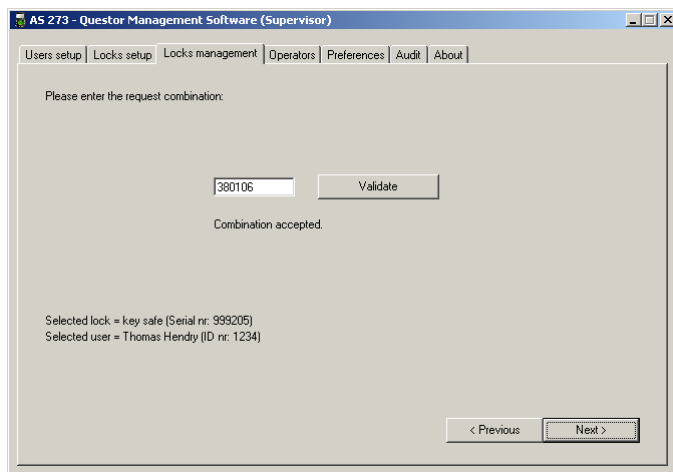 AS 273 - Questor Management Software (Supervisor)
Users setup Locks setup Locks management Operators Preferences Audit About
Please enter the request combination:
380106 Validate
Combination accepted.
Selected lock = key safe (Serial nr: 999205)
Selected user = Thomas Hendry (ID nr: 1234)
< Previous Next >